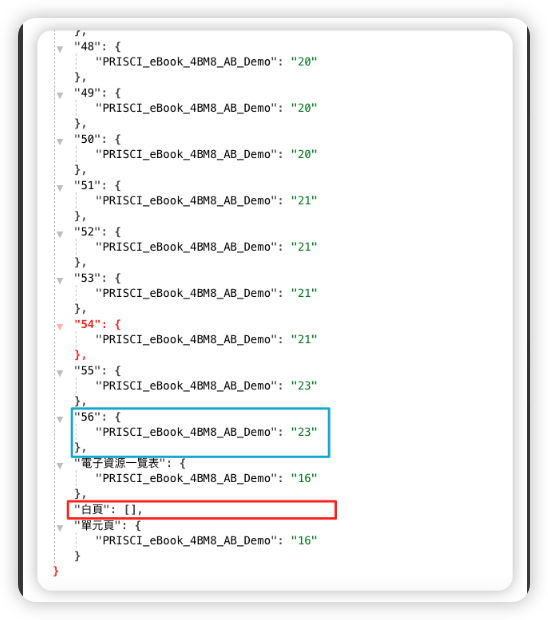 },
"48": {
"PRISCI_eBook_4BM8_AB_Demo": "20"
},
"49": {
"PRISCI_eBook_4BM8_AB_Demo": "20"
},
"50": {
"PRISCI_eBook_4BM8_AB_Demo": "20"
},
"51": {
"PRISCI_eBook_4BM8_AB_Demo": "21"
},
"52": {
"PRISCI_eBook_4BM8_AB_Demo": "21"
},
"53": {
"PRISCI_eBook_4BM8_AB_Demo": "21"
},
"54": {
"PRISCI_eBook_4BM8_AB_Demo": "21"
},
"55": {
"PRISCI_eBook_4BM8_AB_Demo": "23"
},
"56": {
"PRISCI_eBook_4BM8_AB_Demo": "23"
},
"電子資源一覽表": {
"PRISCI_eBook_4BM8_AB_Demo": "16"
},
"白頁": [],
"單元頁": {
"PRISCI_eBook_4BM8_AB_Demo": "16"
}
}